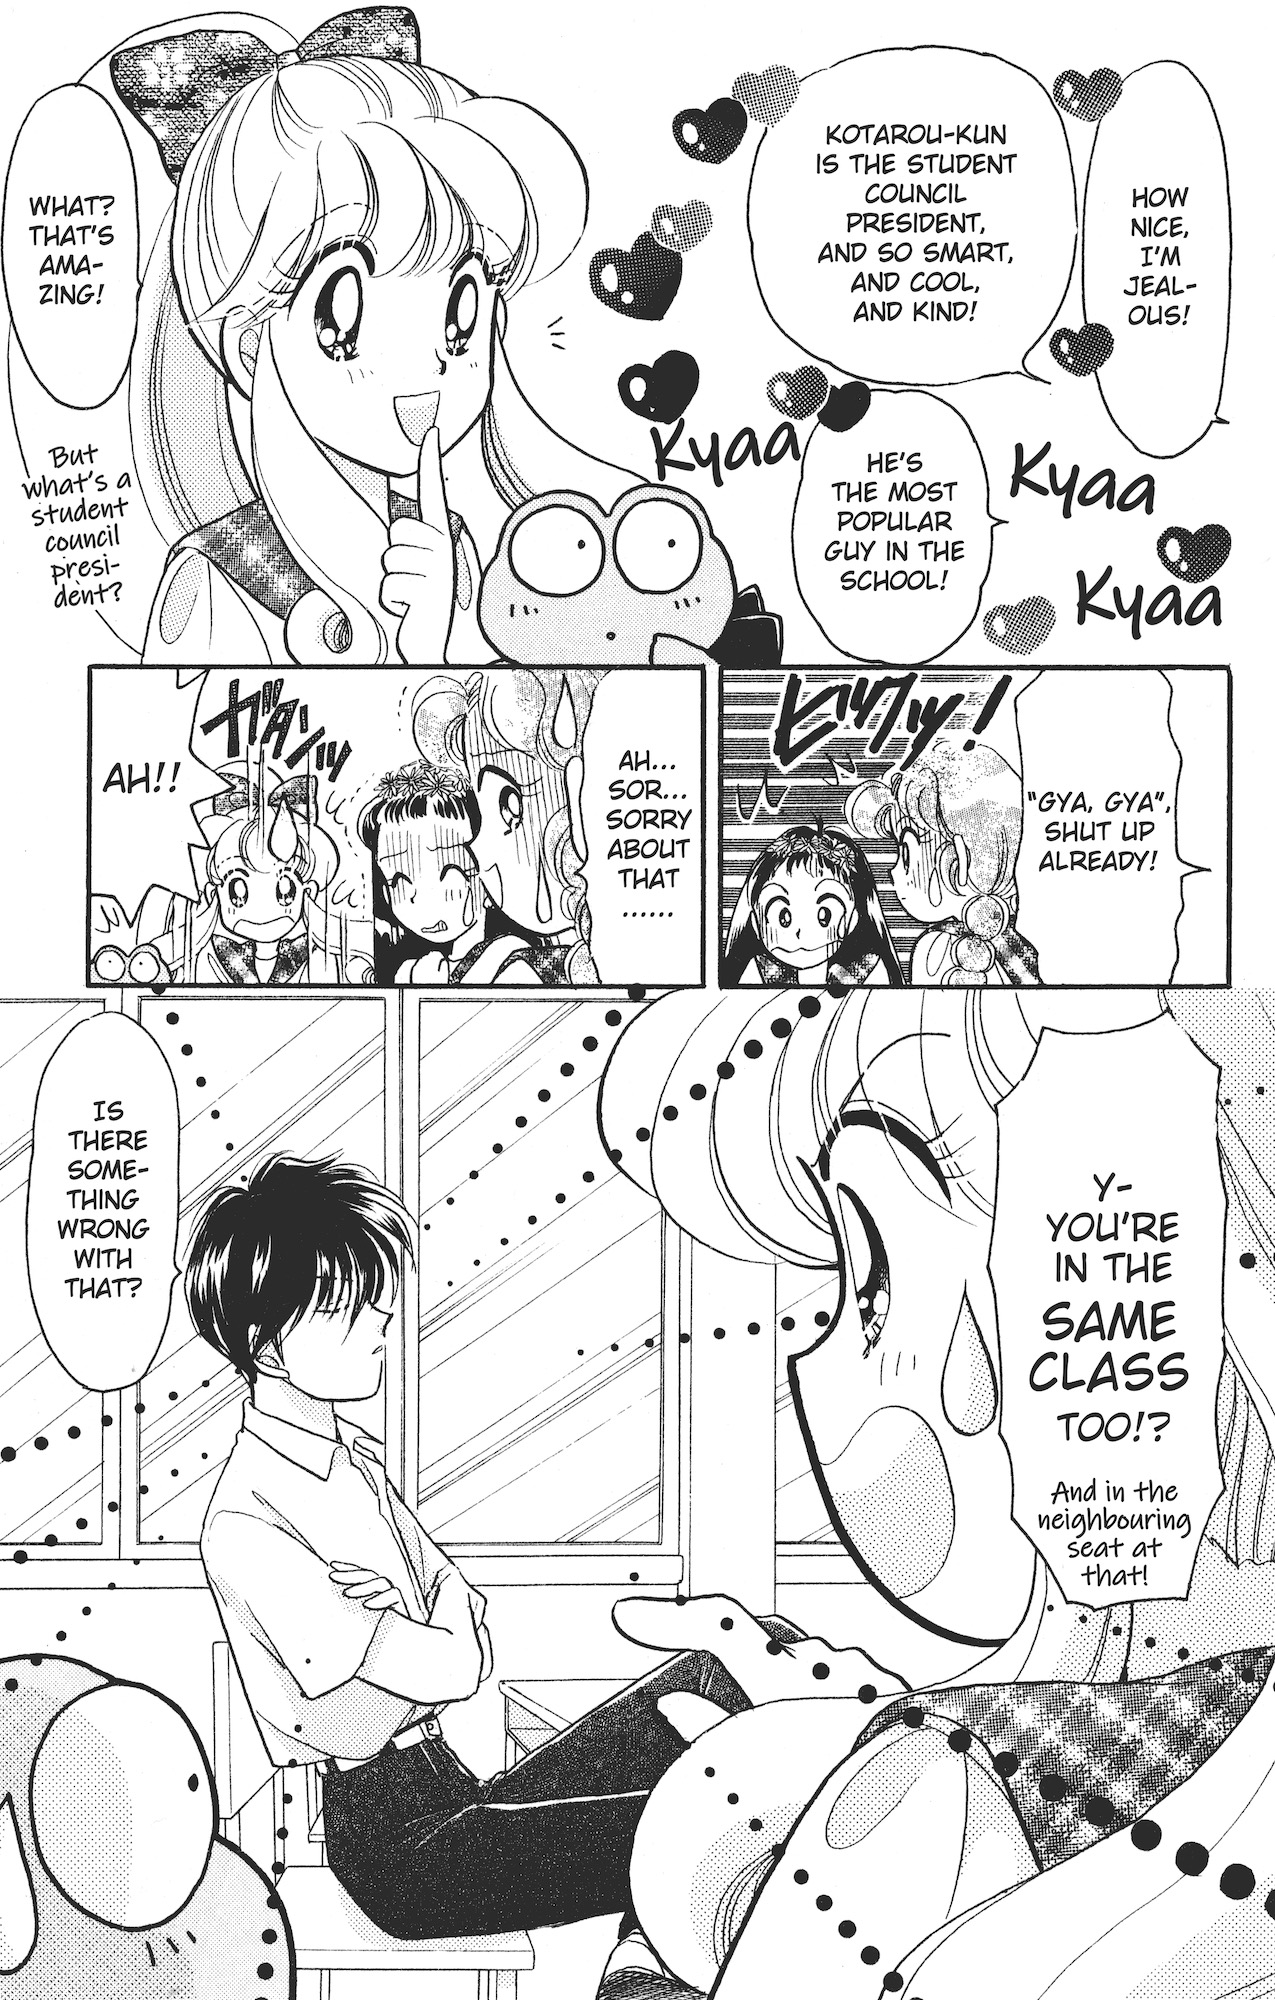 HOW
NICE,
I'M
JEAL-
OUS!
KOTAROU-KUN
IS THE STUDENT
COUNCIL
PRESIDENT,
AND SO SMART,
AND COOL,
AND KIND!
HE'S
THE MOST
POPULAR
GUY IN THE
SCHOOL!
Kyaa
Kyaa
Kyaa
WHAT?
THAT'S
AMA-
ZING!
But
what's a
student
council
presi-
dent?
"GYA, GYA",
SHUT UP
ALREADY!
ビクッ!
AH...
SOR...
SORRY
ABOUT
THAT
......
ガタンッ
AH!!
Y-
YOU'RE
IN THE
SAME
CLASS
TOO!?
And in the
neighbouring
seat at
that!
IS
THERE
SOME-
THING
WRONG
WITH
THAT?